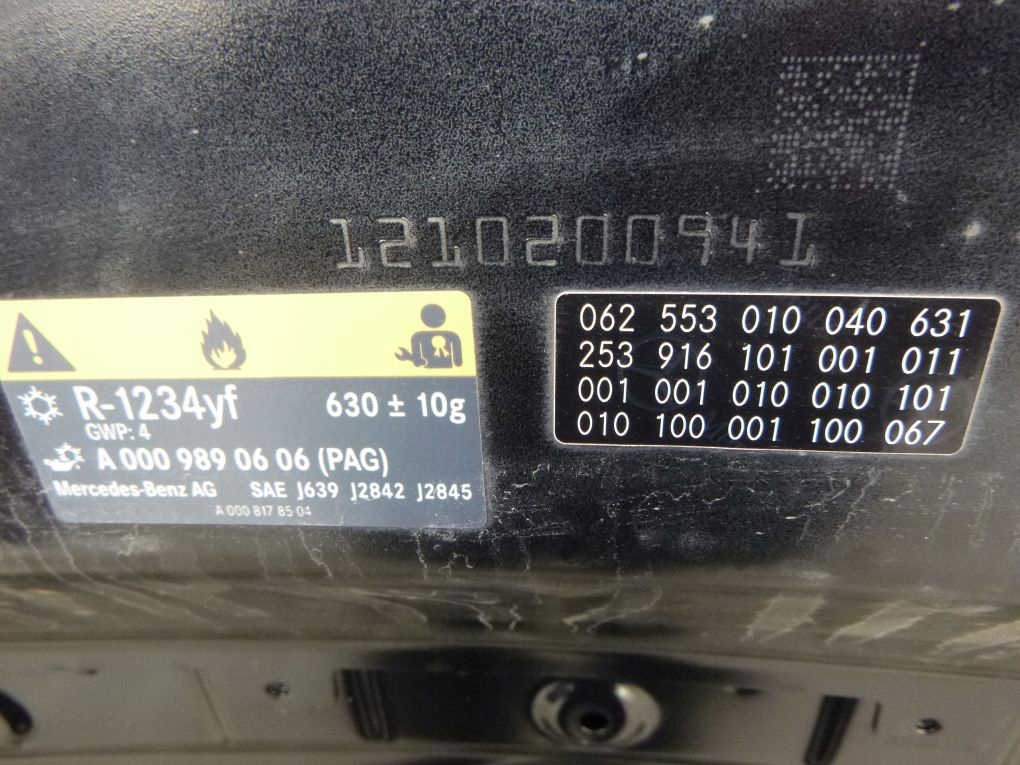 1210200941
R-1234yf 630 ± 10g
GWP: 4
A 000 989 06 06 (PAG)
Mercedes-Benz AG SAE J639 J2842 J2845
A 000 817 85 04
062 553 010 040 631
253 916 101 001 011
001 001 010 010 101
010 100 001 100 067